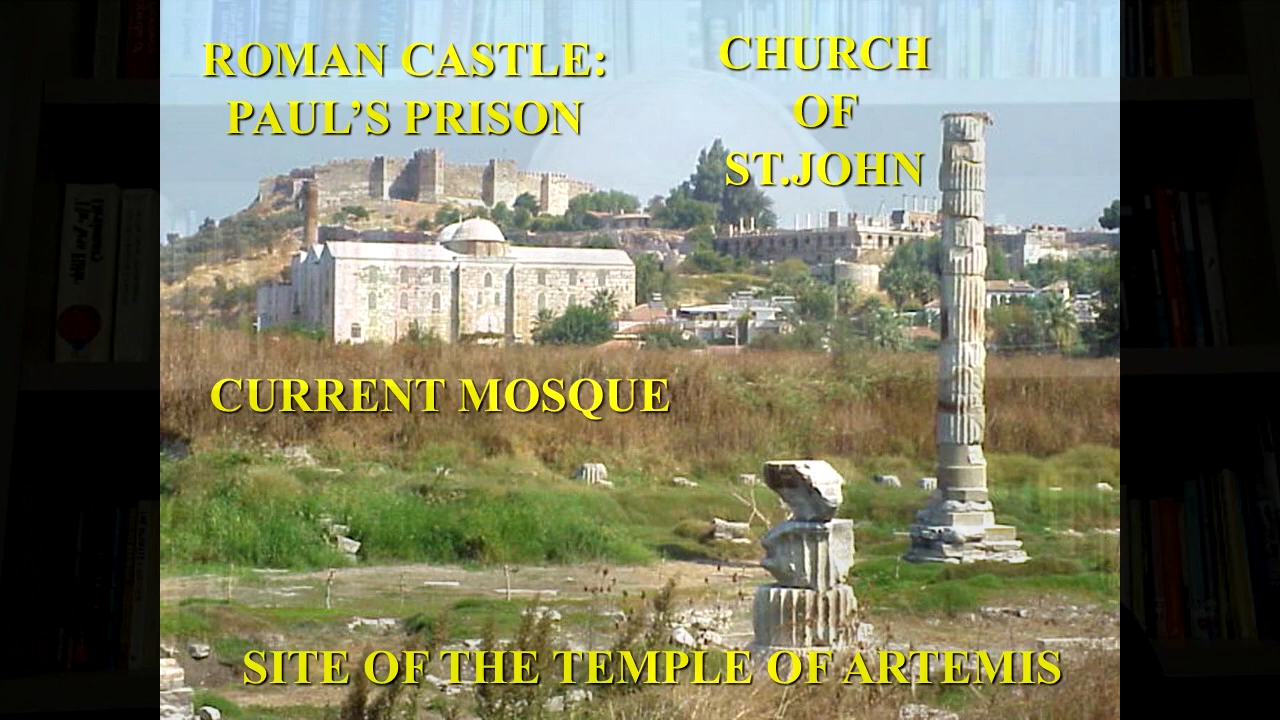 ROMAN CASTLE:
PAUL’S PRISON
CHURCH
OF
ST.JOHN
CURRENT MOSQUE
SITE OF THE TEMPLE OF ARTEMIS